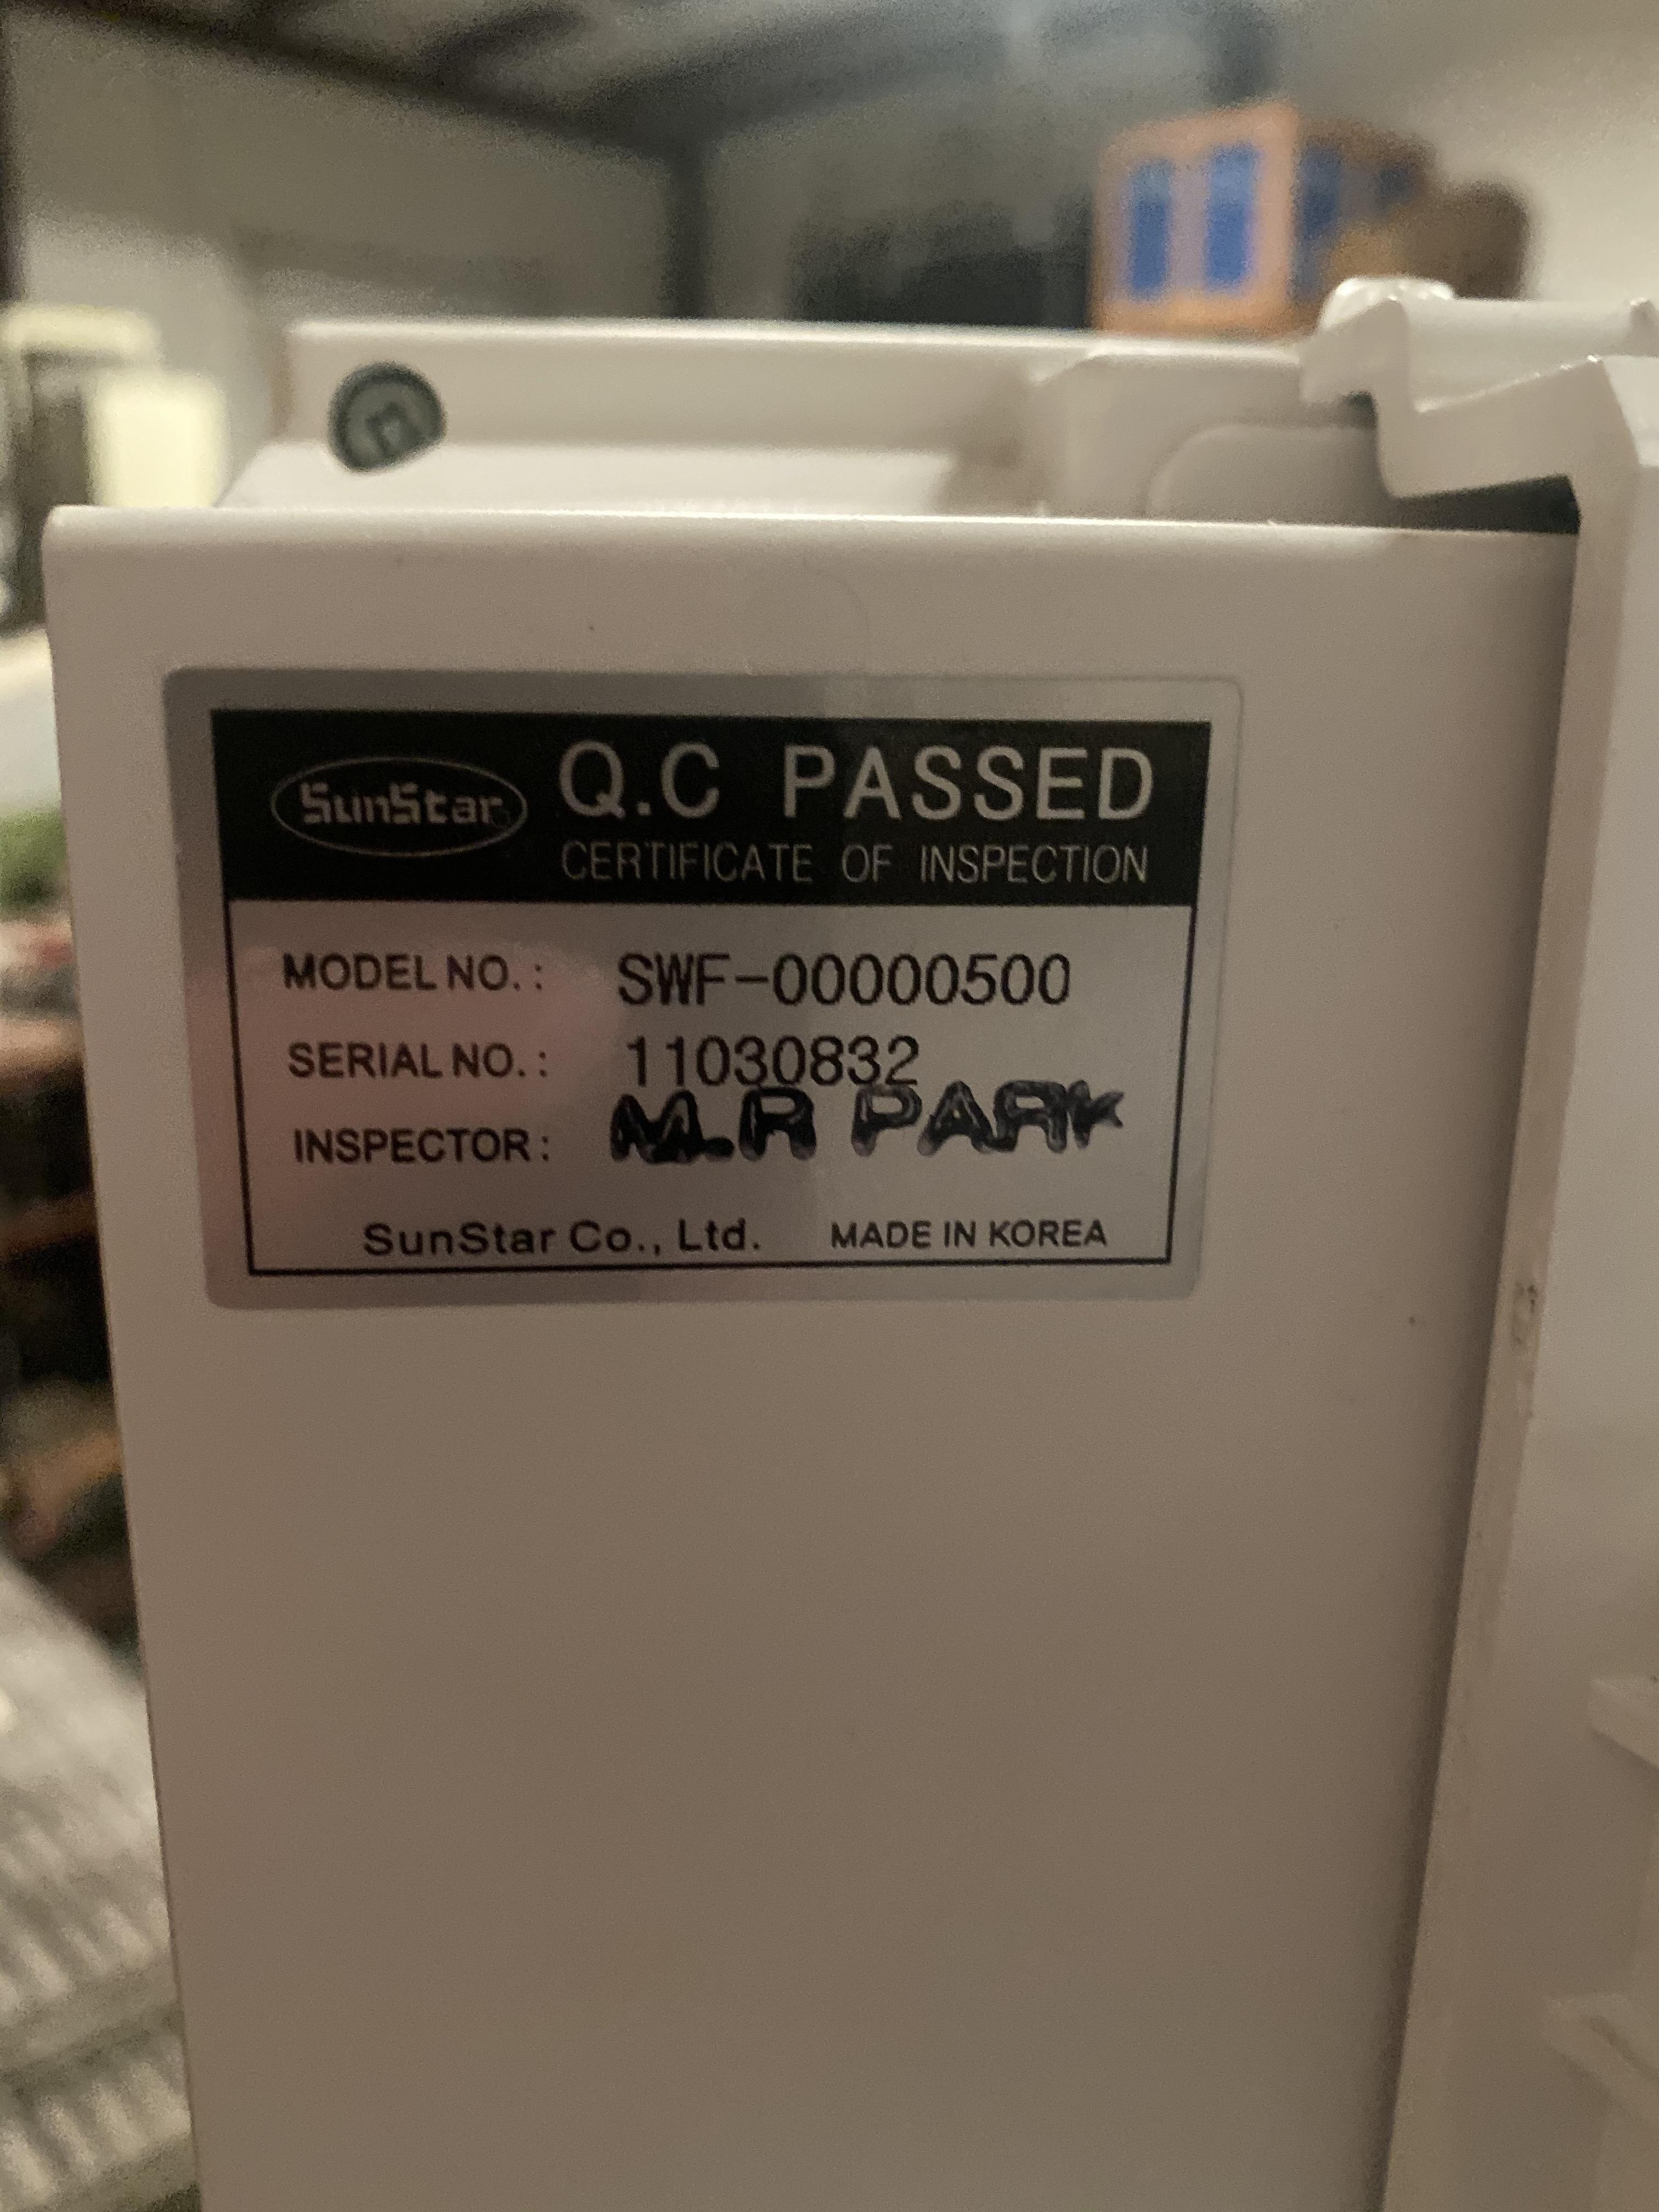 SunStar Q.C PASSED
CERTIFICATE OF INSPECTION
MODEL NO. : SWF-00000500
SERIAL NO. : 11030832
INSPECTOR : M.R PARK
SunStar Co., Ltd. MADE IN KOREA